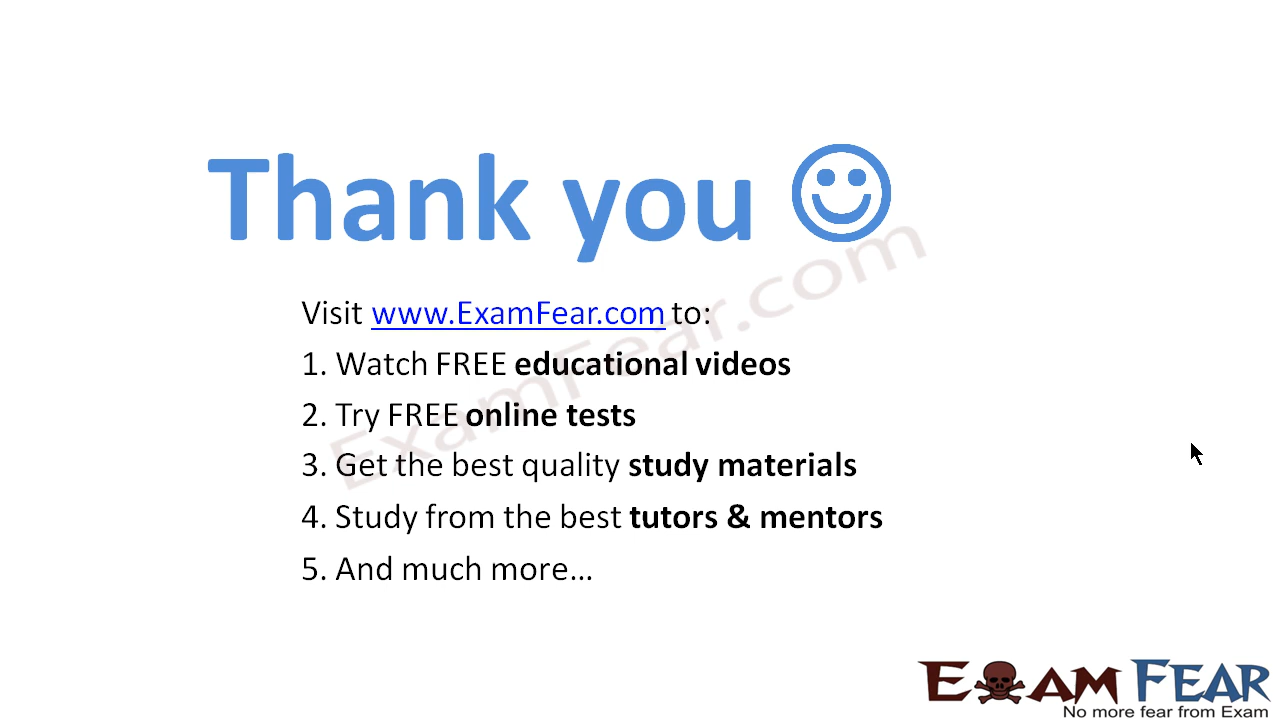 Thank you
Visit www.ExamFear.com to:
1. Watch FREE educational videos
2. Try FREE online tests
3. Get the best quality study materials
4. Study from the best tutors & mentors
5. And much more…
ExamFear.com
EXAM FEAR
No more fear from Exam